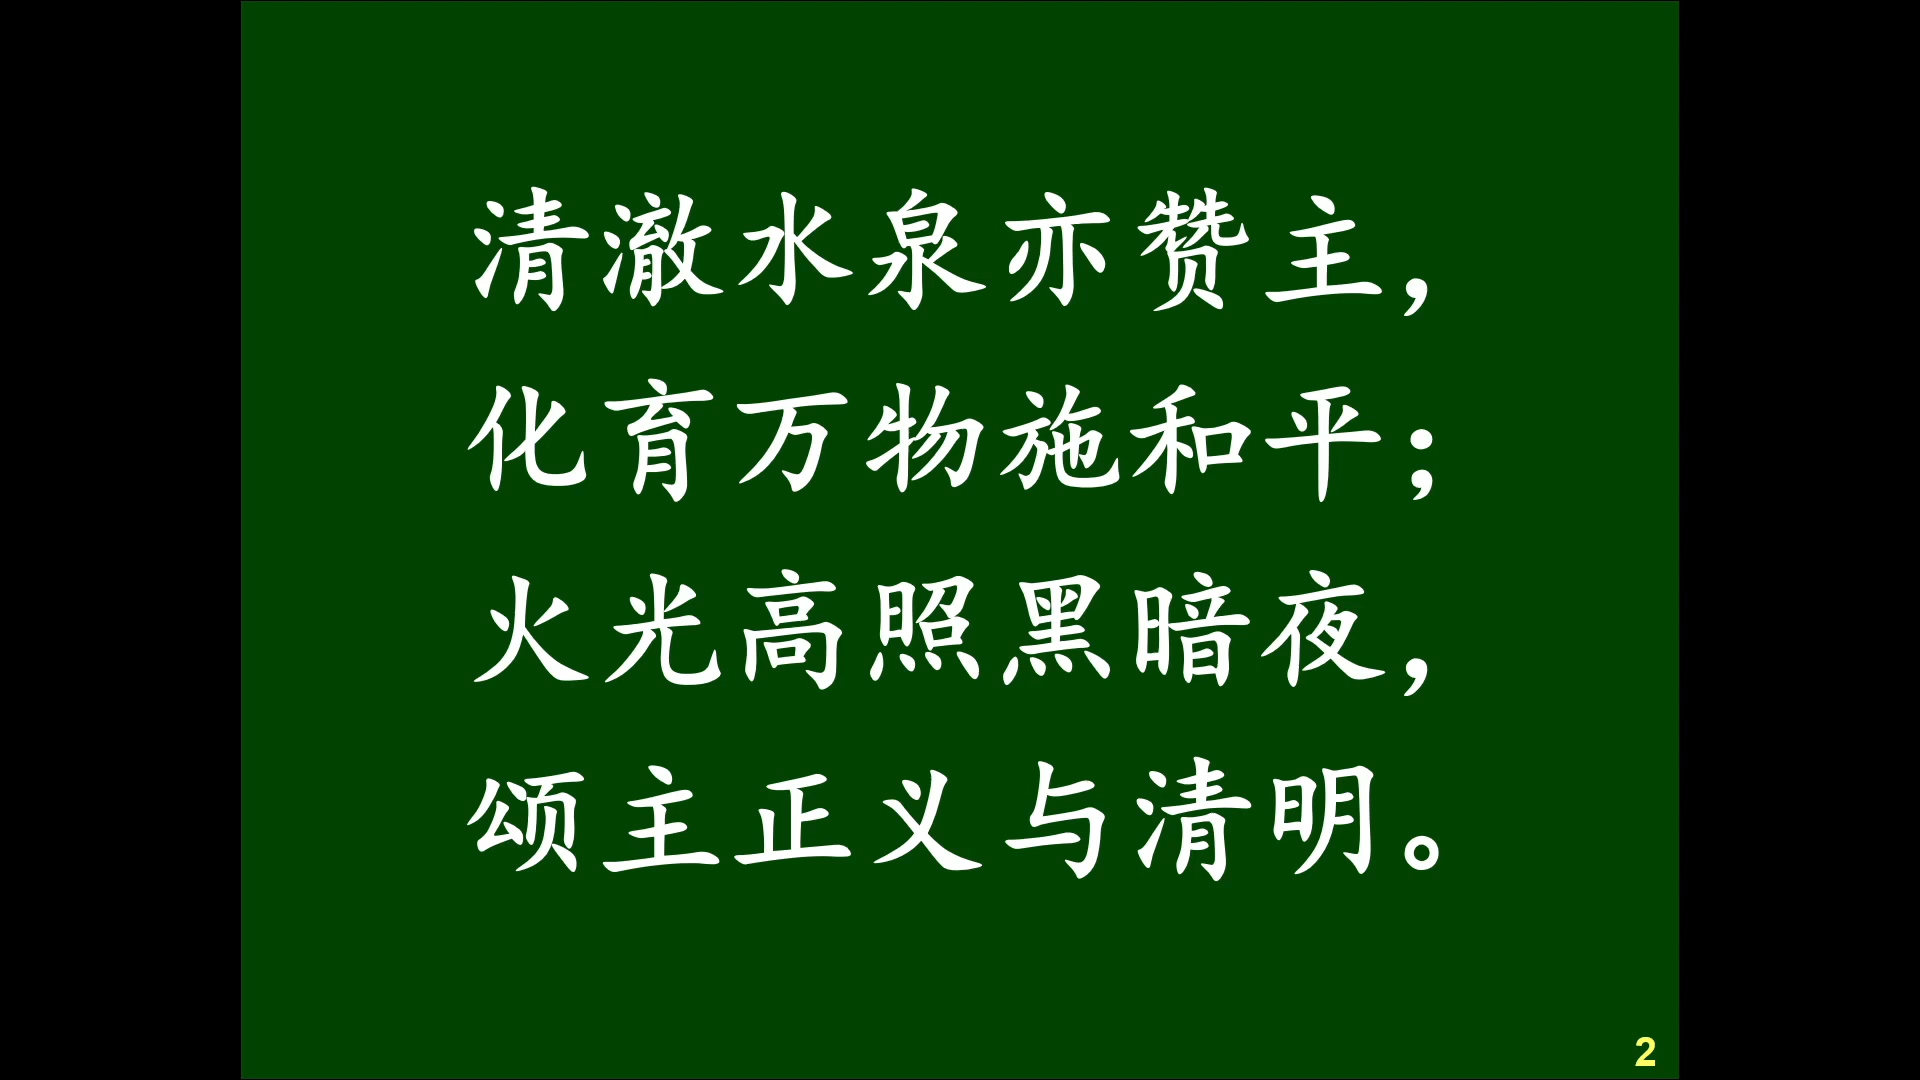 清澈水泉亦赞主，
化育万物施和平；
火光高照黑暗夜，
颂主正义与清明。
2